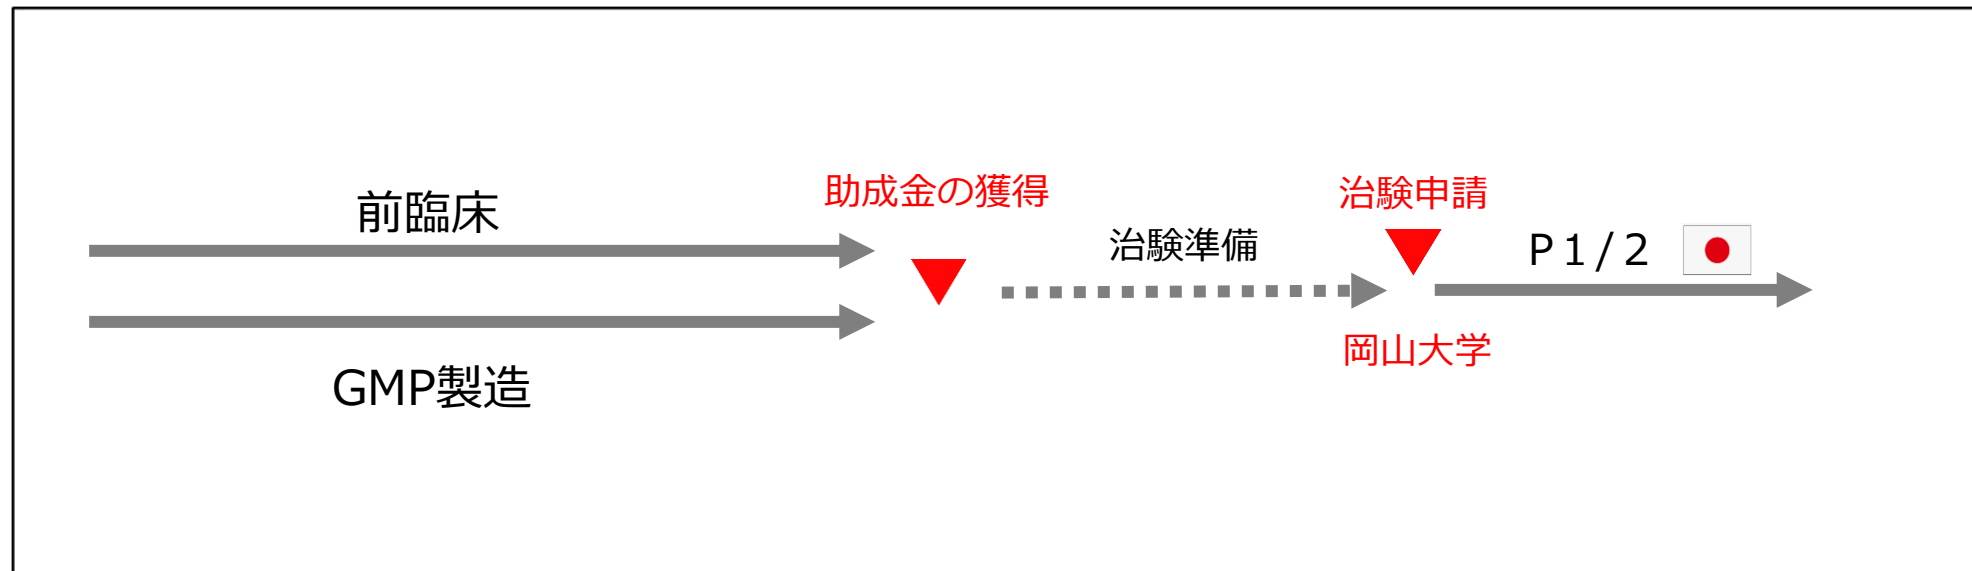 前臨床
助成金の獲得
治験準備
治験申請
Ｐ１/２
GMP製造
岡山大学